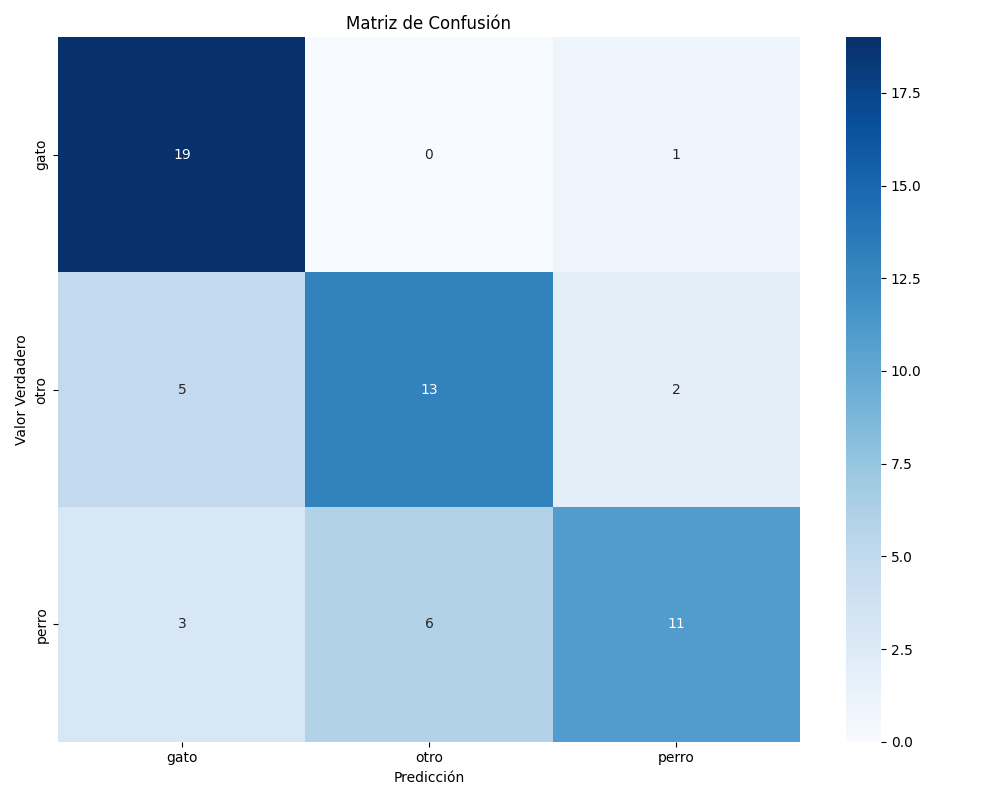 Matriz de Confusión
gato
19
0
1
Valor Verdadero
otro
5
13
2
perro
3
6
11
gato
otro
perro
Predicción
17.5
15.0
12.5
10.0
7.5
5.0
2.5
0.0